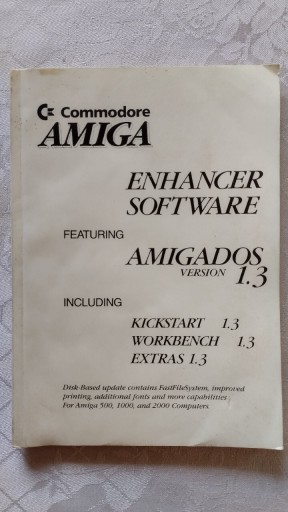 Commodore
AMIGA
ENHANCER
SOFTWARE
FEATURING
AMIGADOS
VERSION 1.3
INCLUDING
KICKSTART 1.3
WORKBENCH 1.3
EXTRAS 1.3
Disk-Based update contains FastFileSystem, improved
printing, additional fonts and more capabilities.
For Amiga 500, 1000, and 2000 Computers